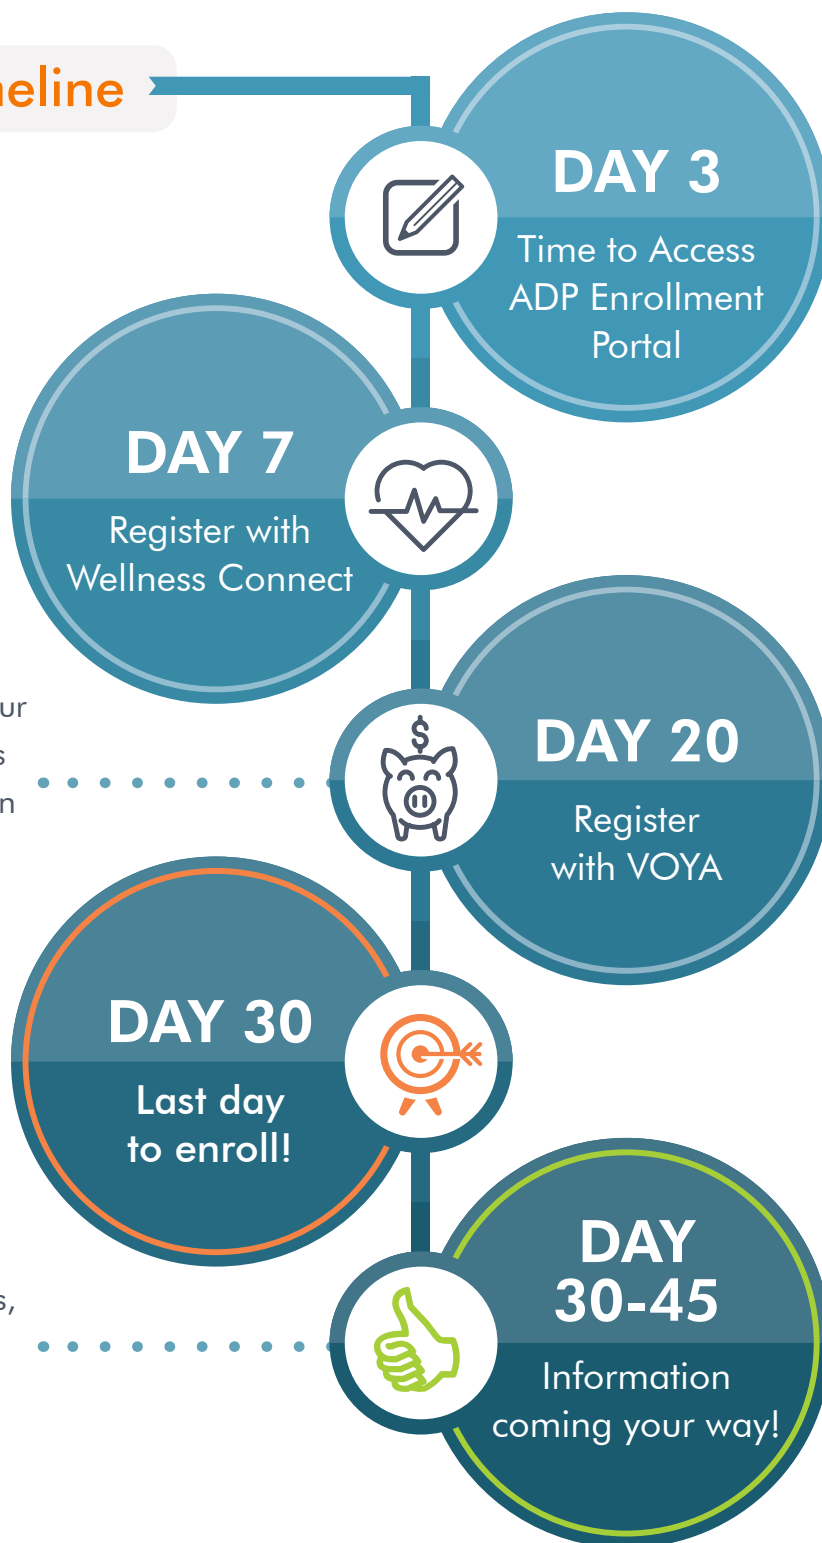 DAY 3
Time to Access
ADP Enrollment
Portal
DAY 7
Register with
Wellness Connect
DAY 20
Register
with VOYA
$
DAY 30
Last day
to enroll!
DAY
30-45
Information
coming your way!